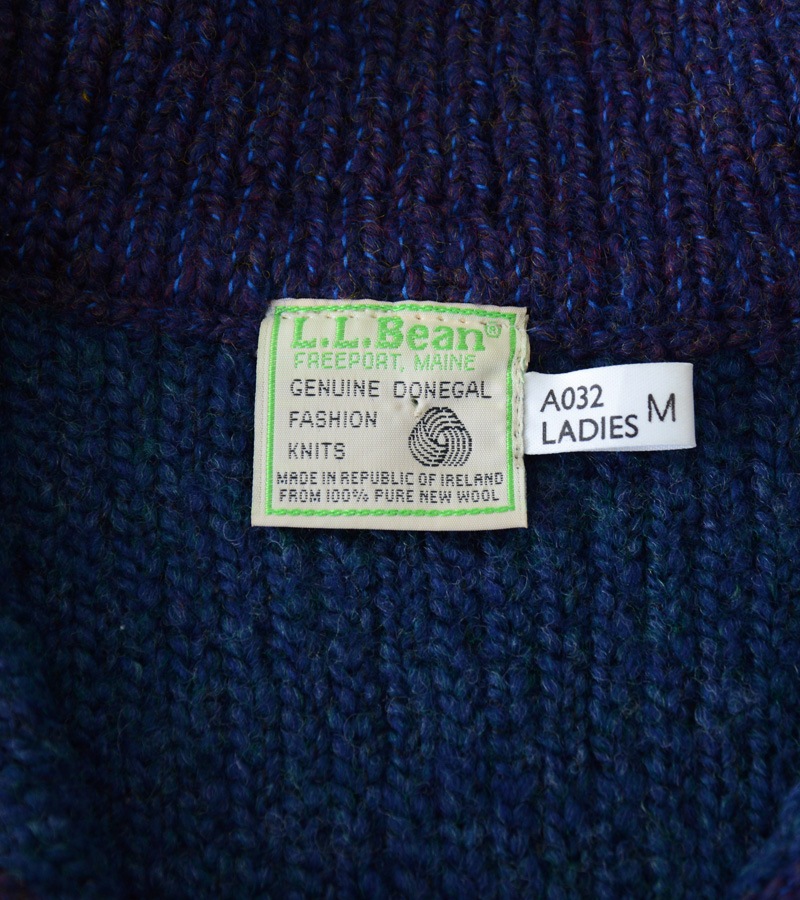 L.L.Bean®
FREEPORT, MAINE
GENUINE DONEGAL
FASHION
KNITS
MADE IN REPUBLIC OF IRELAND
FROM 100% PURE NEW WOOL
A032
LADIES M